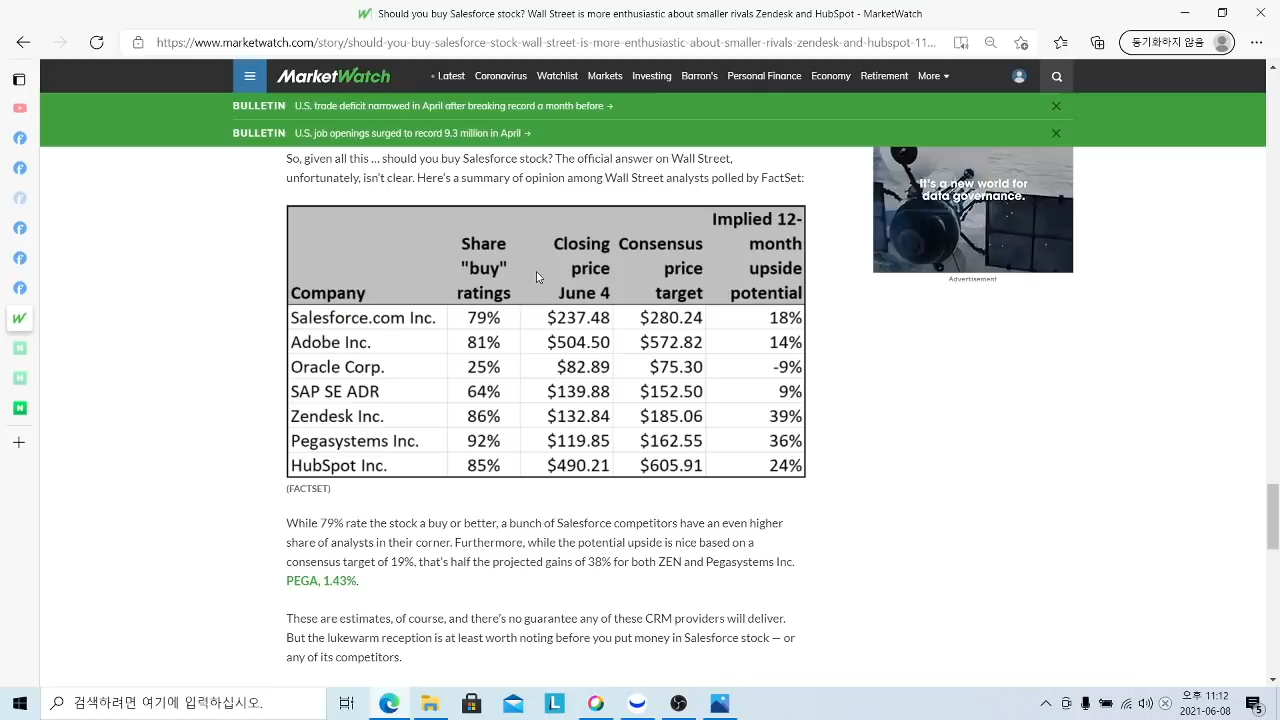 Should you buy Salesforce stock? Wall Street is more enthusiastic about smaller rivals Zendesk and HubSpot - MarketWatch
https://www.marketwatch.com/story/should-you-buy-salesforce-stock-wall-street-is-more-enthusiastic-about-smaller-rivals-zendesk-and-hubspot-11...
동기화하지 않음
MarketWatch
Latest Coronavirus Watchlist Markets Investing Barron's Personal Finance Economy Retirement More
BULLETIN U.S. trade deficit narrowed in April after breaking record a month before →
BULLETIN U.S. job openings surged to record 9.3 million in April →
So, given all this … should you buy Salesforce stock? The official answer on Wall Street,
unfortunately, isn't clear. Here's a summary of opinion among Wall Street analysts polled by FactSet:
It's a new world for
data governance.
Advertisement
Company Share "buy" ratings Closing price June 4 Consensus price target Implied 12-month upside potential
Salesforce.com Inc. 79% $237.48 $280.24 18%
Adobe Inc. 81% $504.50 $572.82 14%
Oracle Corp. 25% $82.89 $75.30 -9%
SAP SE ADR 64% $139.88 $152.50 9%
Zendesk Inc. 86% $132.84 $185.06 39%
Pegasystems Inc. 92% $119.85 $162.55 36%
HubSpot Inc. 85% $490.21 $605.91 24%
(FACTSET)
While 79% rate the stock a buy or better, a bunch of Salesforce competitors have an even higher
share of analysts in their corner. Furthermore, while the potential upside is nice based on a
consensus target of 19%, that's half the projected gains of 38% for both ZEN and Pegasystems Inc.
PEGA, 1.43%.
These are estimates, of course, and there's no guarantee any of these CRM providers will deliver.
But the lukewarm reception is at least worth noting before you put money in Salesforce stock — or
any of its competitors.
검색하려면 여기에 입력하십시오.
오후 11:12
2021-06-08
5